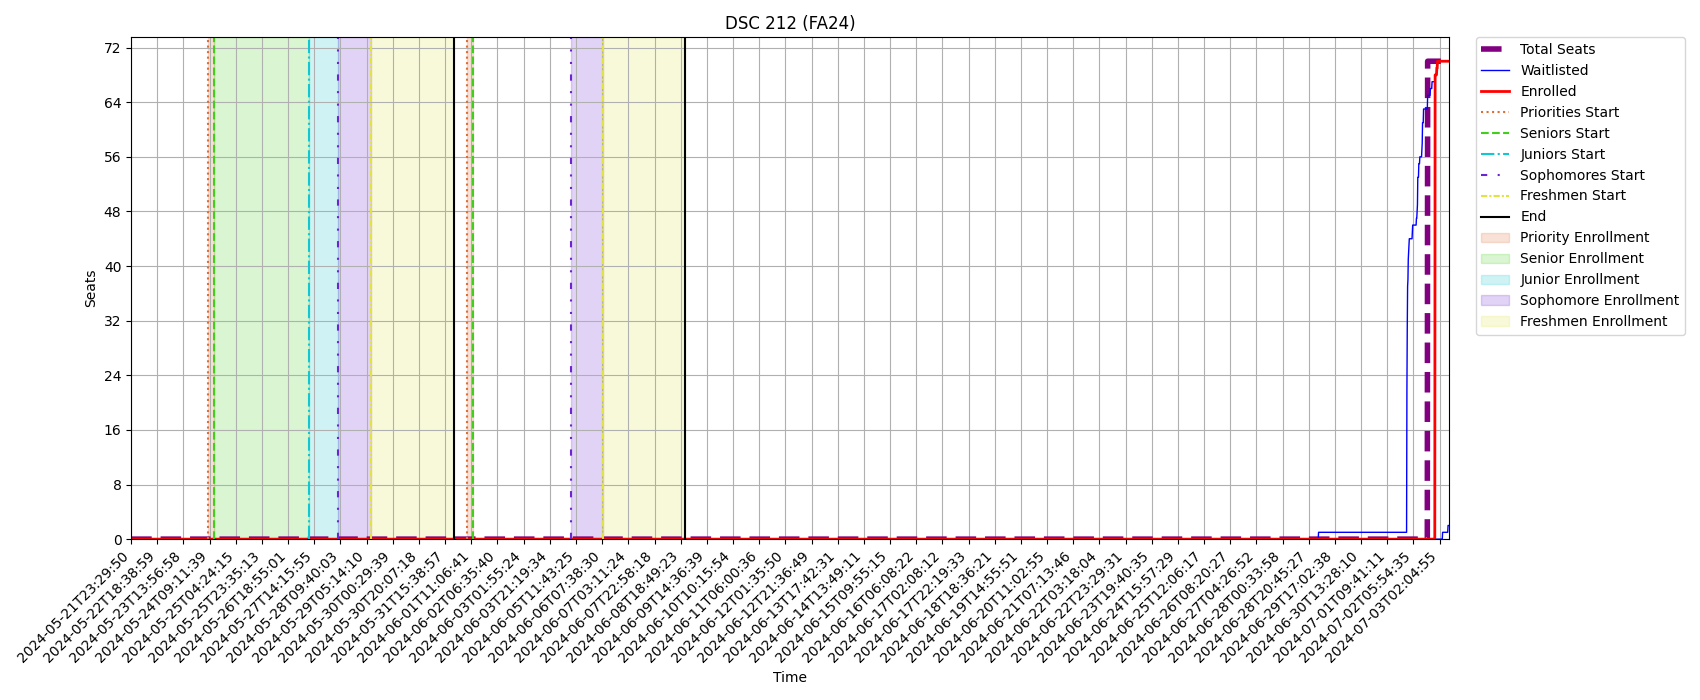 DSC 212 (FA24)
Total Seats
Waitlisted
Enrolled
Priorities Start
Seniors Start
Juniors Start
Sophomores Start
Freshmen Start
End
Priority Enrollment
Senior Enrollment
Junior Enrollment
Sophomore Enrollment
Freshmen Enrollment
Seats
72
64
56
48
40
32
24
16
8
0
2024-05-21T23:29:50
2024-05-22T18:38:59
2024-05-23T13:56:58
2024-05-24T09:11:39
2024-05-25T04:24:15
2024-05-25T23:35:13
2024-05-26T18:55:01
2024-05-27T14:15:55
2024-05-28T09:40:03
2024-05-29T05:14:10
2024-05-30T00:29:39
2024-05-30T20:07:18
2024-05-31T15:38:57
2024-06-01T11:06:41
2024-06-02T06:35:40
2024-06-03T01:55:24
2024-06-03T21:19:34
2024-06-05T11:43:25
2024-06-06T07:38:30
2024-06-07T03:11:24
2024-06-07T22:58:18
2024-06-08T18:49:23
2024-06-09T14:36:39
2024-06-10T10:15:54
2024-06-11T06:00:36
2024-06-12T01:35:50
2024-06-12T21:36:49
2024-06-13T17:42:31
2024-06-14T13:49:11
2024-06-15T09:55:15
2024-06-16T06:08:22
2024-06-17T02:08:12
2024-06-17T22:19:33
2024-06-18T18:36:21
2024-06-19T14:55:51
2024-06-20T11:02:55
2024-06-21T07:13:46
2024-06-22T03:18:04
2024-06-22T23:29:31
2024-06-23T19:40:35
2024-06-24T15:57:29
2024-06-25T12:06:17
2024-06-26T08:20:27
2024-06-27T04:26:52
2024-06-28T00:33:58
2024-06-28T20:45:27
2024-06-29T17:02:38
2024-06-30T13:28:10
2024-07-01T09:41:11
2024-07-02T05:54:35
2024-07-03T02:04:55
Time